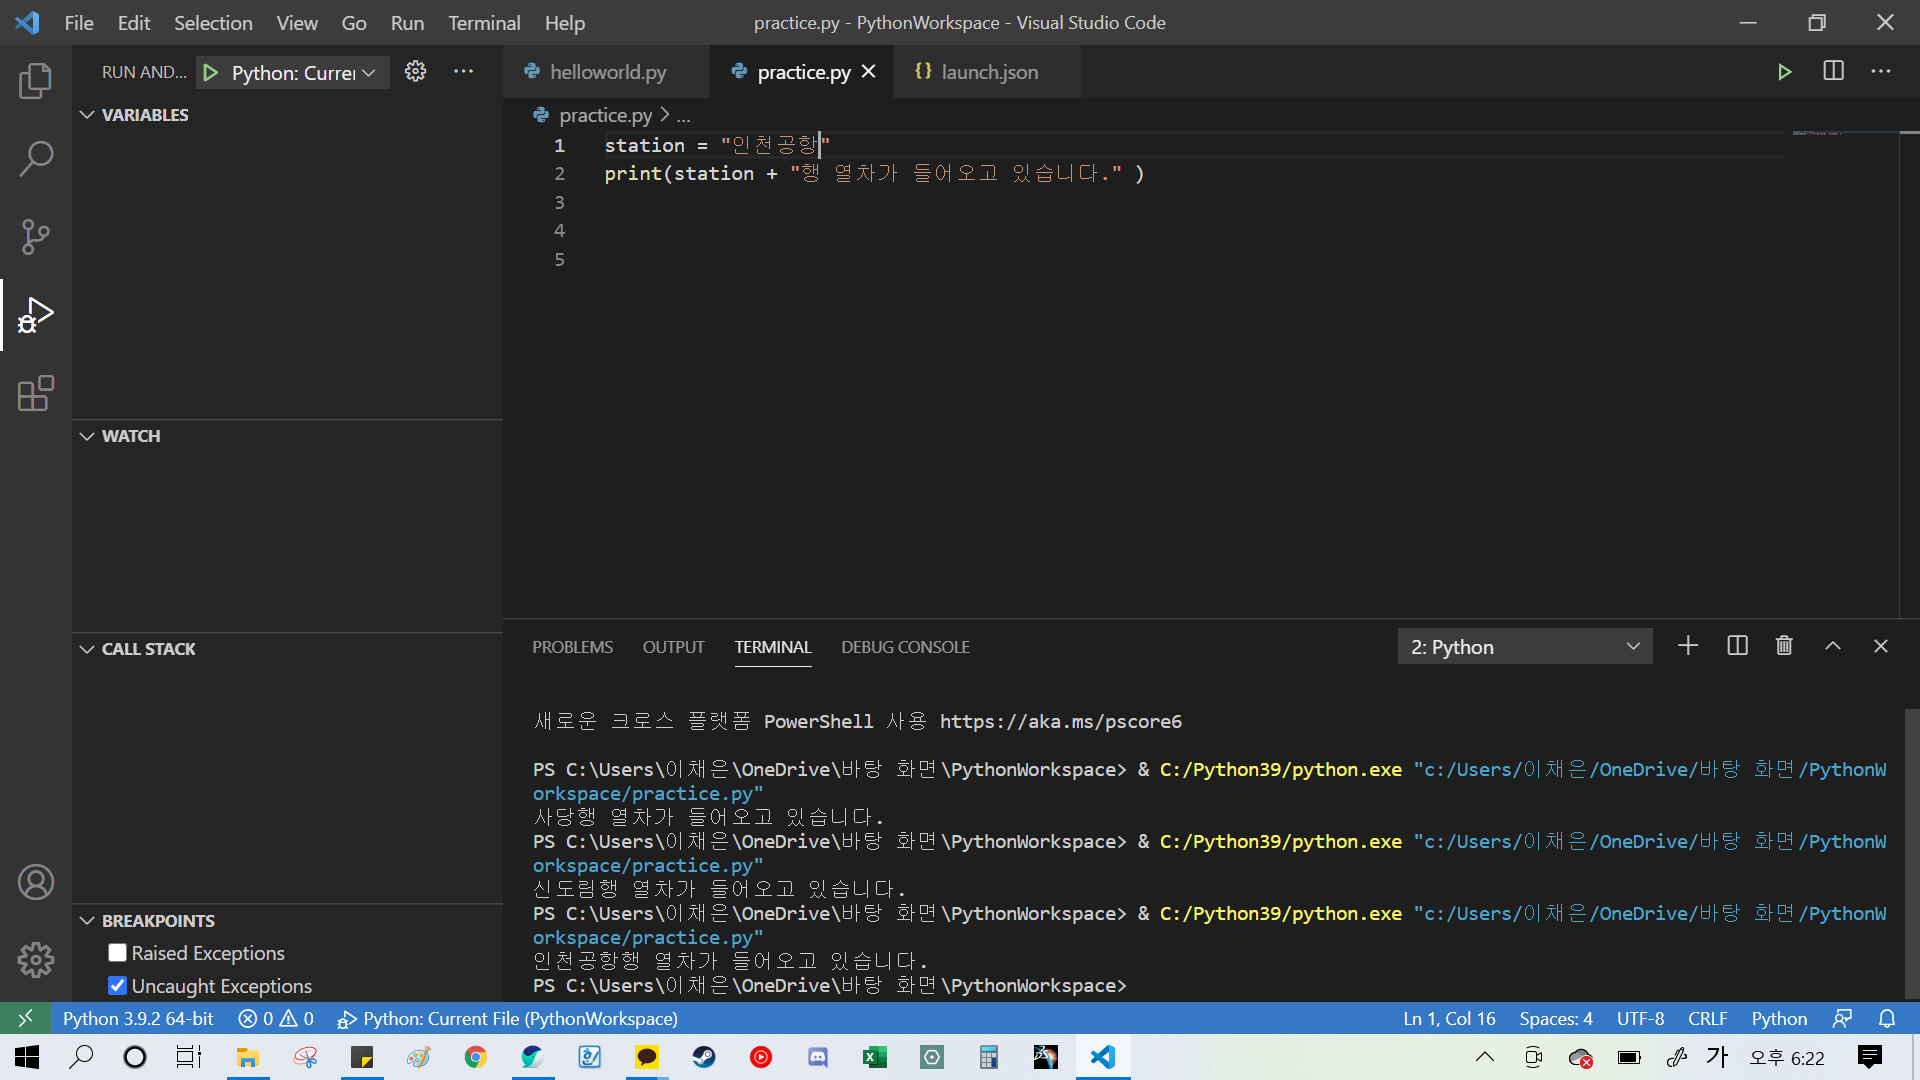 File Edit Selection View Go Run Terminal Help
practice.py - PythonWorkspace - Visual Studio Code
RUN AND... Python: Currer
helloworld.py practice.py launch.json
VARIABLES
practice.py > ...
1 station = "인천공항"
2 print(station + "행 열차가 들어오고 있습니다." )
3
4
5
WATCH
CALL STACK
PROBLEMS OUTPUT TERMINAL DEBUG CONSOLE
2: Python
새로운 크로스 플랫폼 PowerShell 사용 https://aka.ms/pscore6
PS C:\Users\이채은\OneDrive\바탕 화면\PythonWorkspace> & C:/Python39/python.exe "c:/Users/이채은/OneDrive/바탕 화면/PythonW
orkspace/practice.py"
사당행 열차가 들어오고 있습니다.
PS C:\Users\이채은\OneDrive\바탕 화면\PythonWorkspace> & C:/Python39/python.exe "c:/Users/이채은/OneDrive/바탕 화면/PythonW
orkspace/practice.py"
신도림행 열차가 들어오고 있습니다.
PS C:\Users\이채은\OneDrive\바탕 화면\PythonWorkspace> & C:/Python39/python.exe "c:/Users/이채은/OneDrive/바탕 화면/PythonW
orkspace/practice.py"
인천공항행 열차가 들어오고 있습니다.
PS C:\Users\이채은\OneDrive\바탕 화면\PythonWorkspace>
BREAKPOINTS
Raised Exceptions
Uncaught Exceptions
Python 3.9.2 64-bit 0 0 Python: Current File (PythonWorkspace)
Ln 1, Col 16 Spaces: 4 UTF-8 CRLF Python
가 오후 6:22